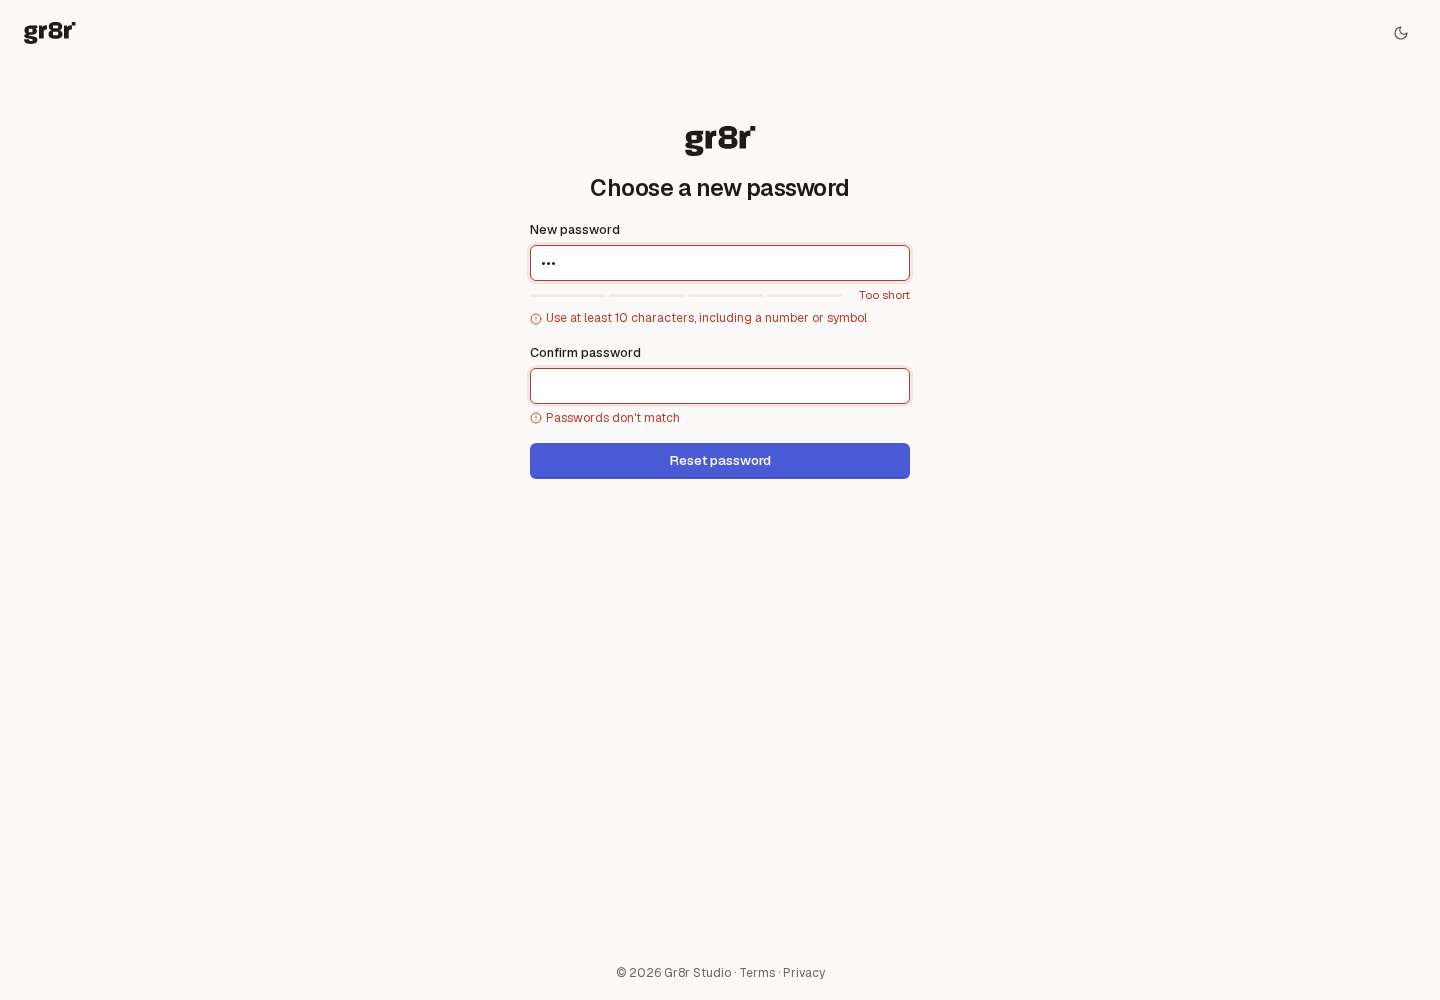 gr8r
gr8r
Choose a new password
New password
•••
Too short
Use at least 10 characters, including a number or symbol
Confirm password
Passwords don't match
Reset password
© 2026 Gr8r Studio · Terms · Privacy